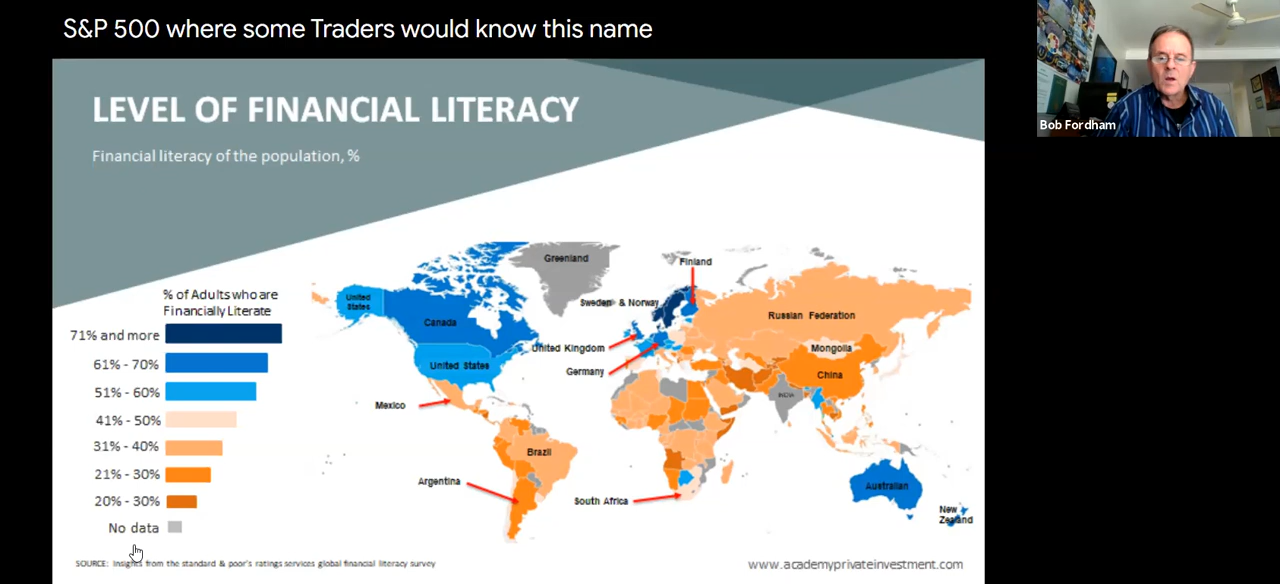 S&P 500 where some Traders would know this name
Bob Fordham
LEVEL OF FINANCIAL LITERACY
Financial literacy of the population, %
% of Adults who are
Financially Literate
71% and more
61% - 70%
51% - 60%
41% - 50%
31% - 40%
21% - 30%
20% - 30%
No data
Greenland
Finland
United
States
Sweden & Norway
Canada
Russian Federation
United Kingdom
Mongolia
United States
Germany
China
INDIA
Mexico
Brazil
Argentina
South Africa
Australian
New
Zealand
SOURCE: Insights from the standard & poor's ratings services global financial literacy survey
www.academyprivateinvestment.com